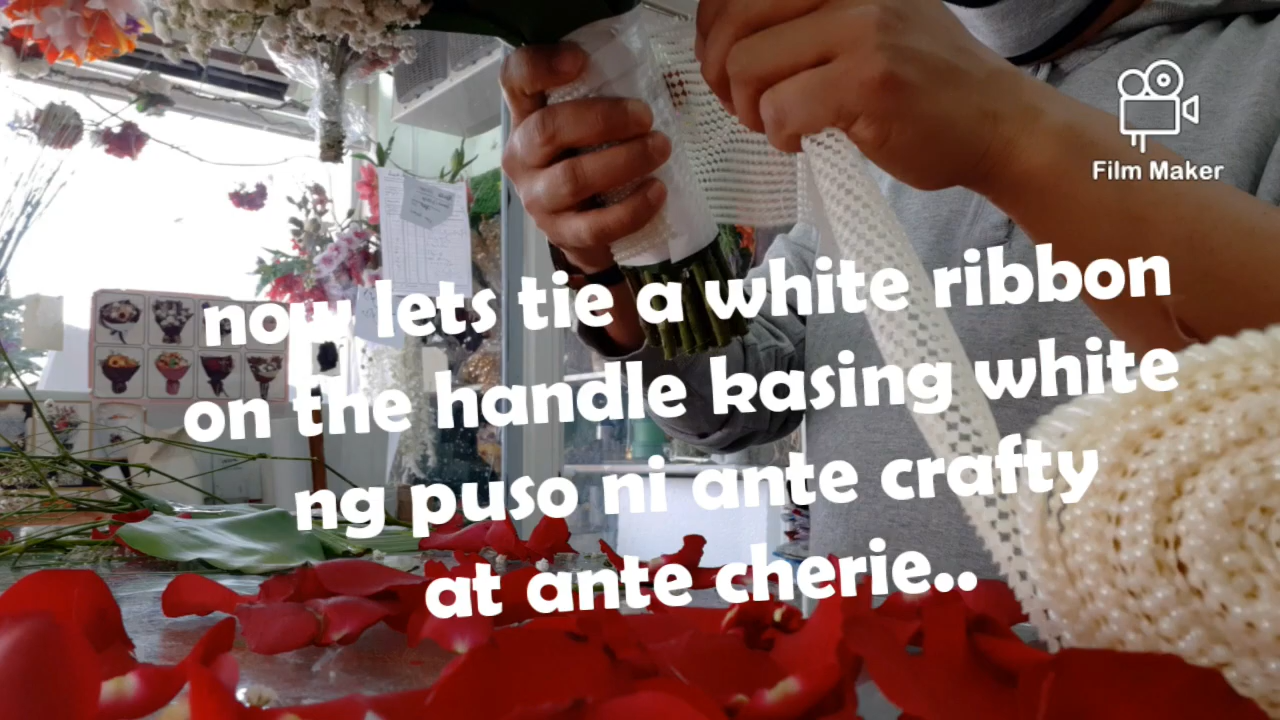 Film Maker
now lets tie a white ribbon
on the handle kasing white
ng puso ni ante crafty
at ante cherie..